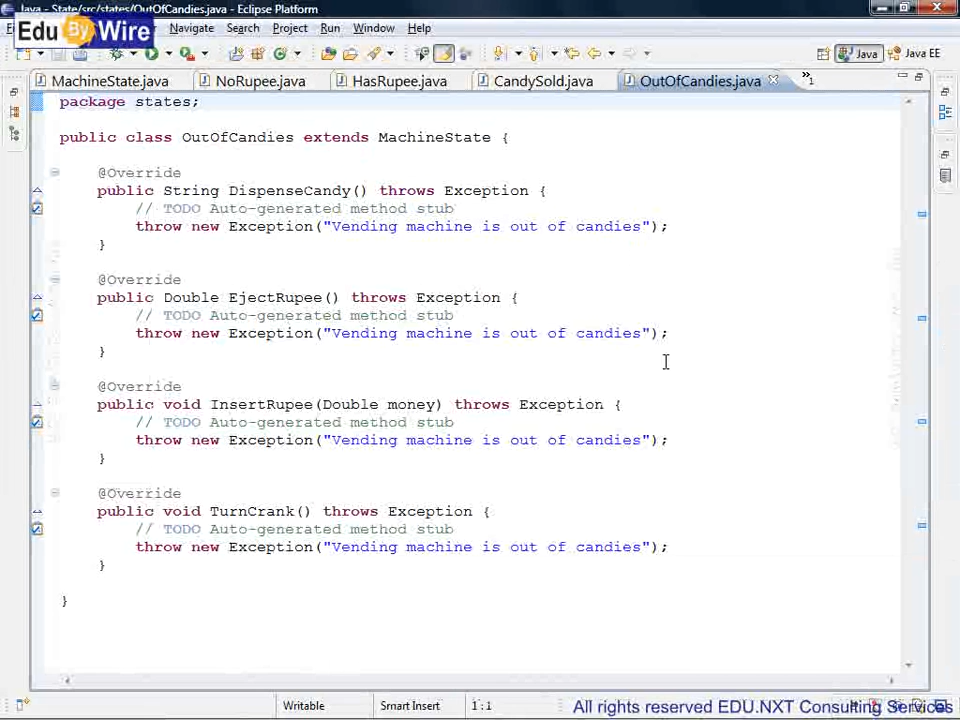 Java - State/src/states/OutOfCandies.java - Eclipse Platform
Edu By Wire
Navigate Search Project Run Window Help
Java Java EE
MachineState.java NoRupee.java HasRupee.java CandySold.java OutOfCandies.java »1
package states;
public class OutOfCandies extends MachineState {
@Override
public String DispenseCandy() throws Exception {
// TODO Auto-generated method stub
throw new Exception("Vending machine is out of candies");
}
@Override
public Double EjectRupee() throws Exception {
// TODO Auto-generated method stub
throw new Exception("Vending machine is out of candies");
}
@Override
public void InsertRupee(Double money) throws Exception {
// TODO Auto-generated method stub
throw new Exception("Vending machine is out of candies");
}
@Override
public void TurnCrank() throws Exception {
// TODO Auto-generated method stub
throw new Exception("Vending machine is out of candies");
}
}
Writable Smart Insert 1 : 1
All rights reserved EDU.NXT Consulting Services